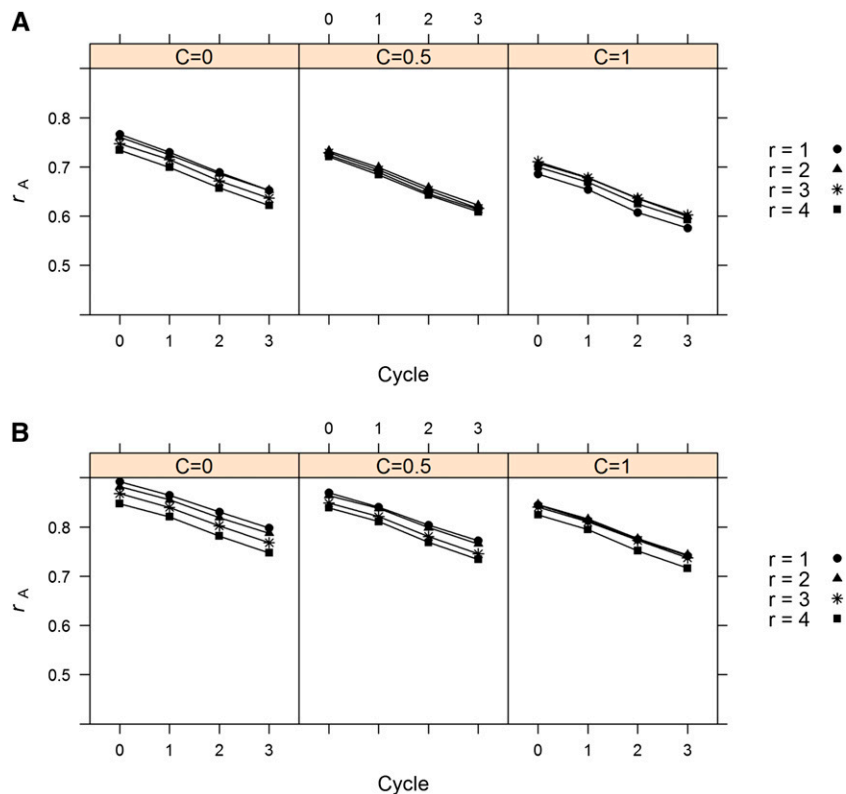 A
0 1 2 3
C=0 C=0.5 C=1
0.8
0.7
0.6
0.5
r A
r = 1
r = 2
r = 3
r = 4
0 1 2 3 0 1 2 3
Cycle
B
0 1 2 3
C=0 C=0.5 C=1
0.8
0.7
0.6
0.5
r A
r = 1
r = 2
r = 3
r = 4
0 1 2 3 0 1 2 3
Cycle